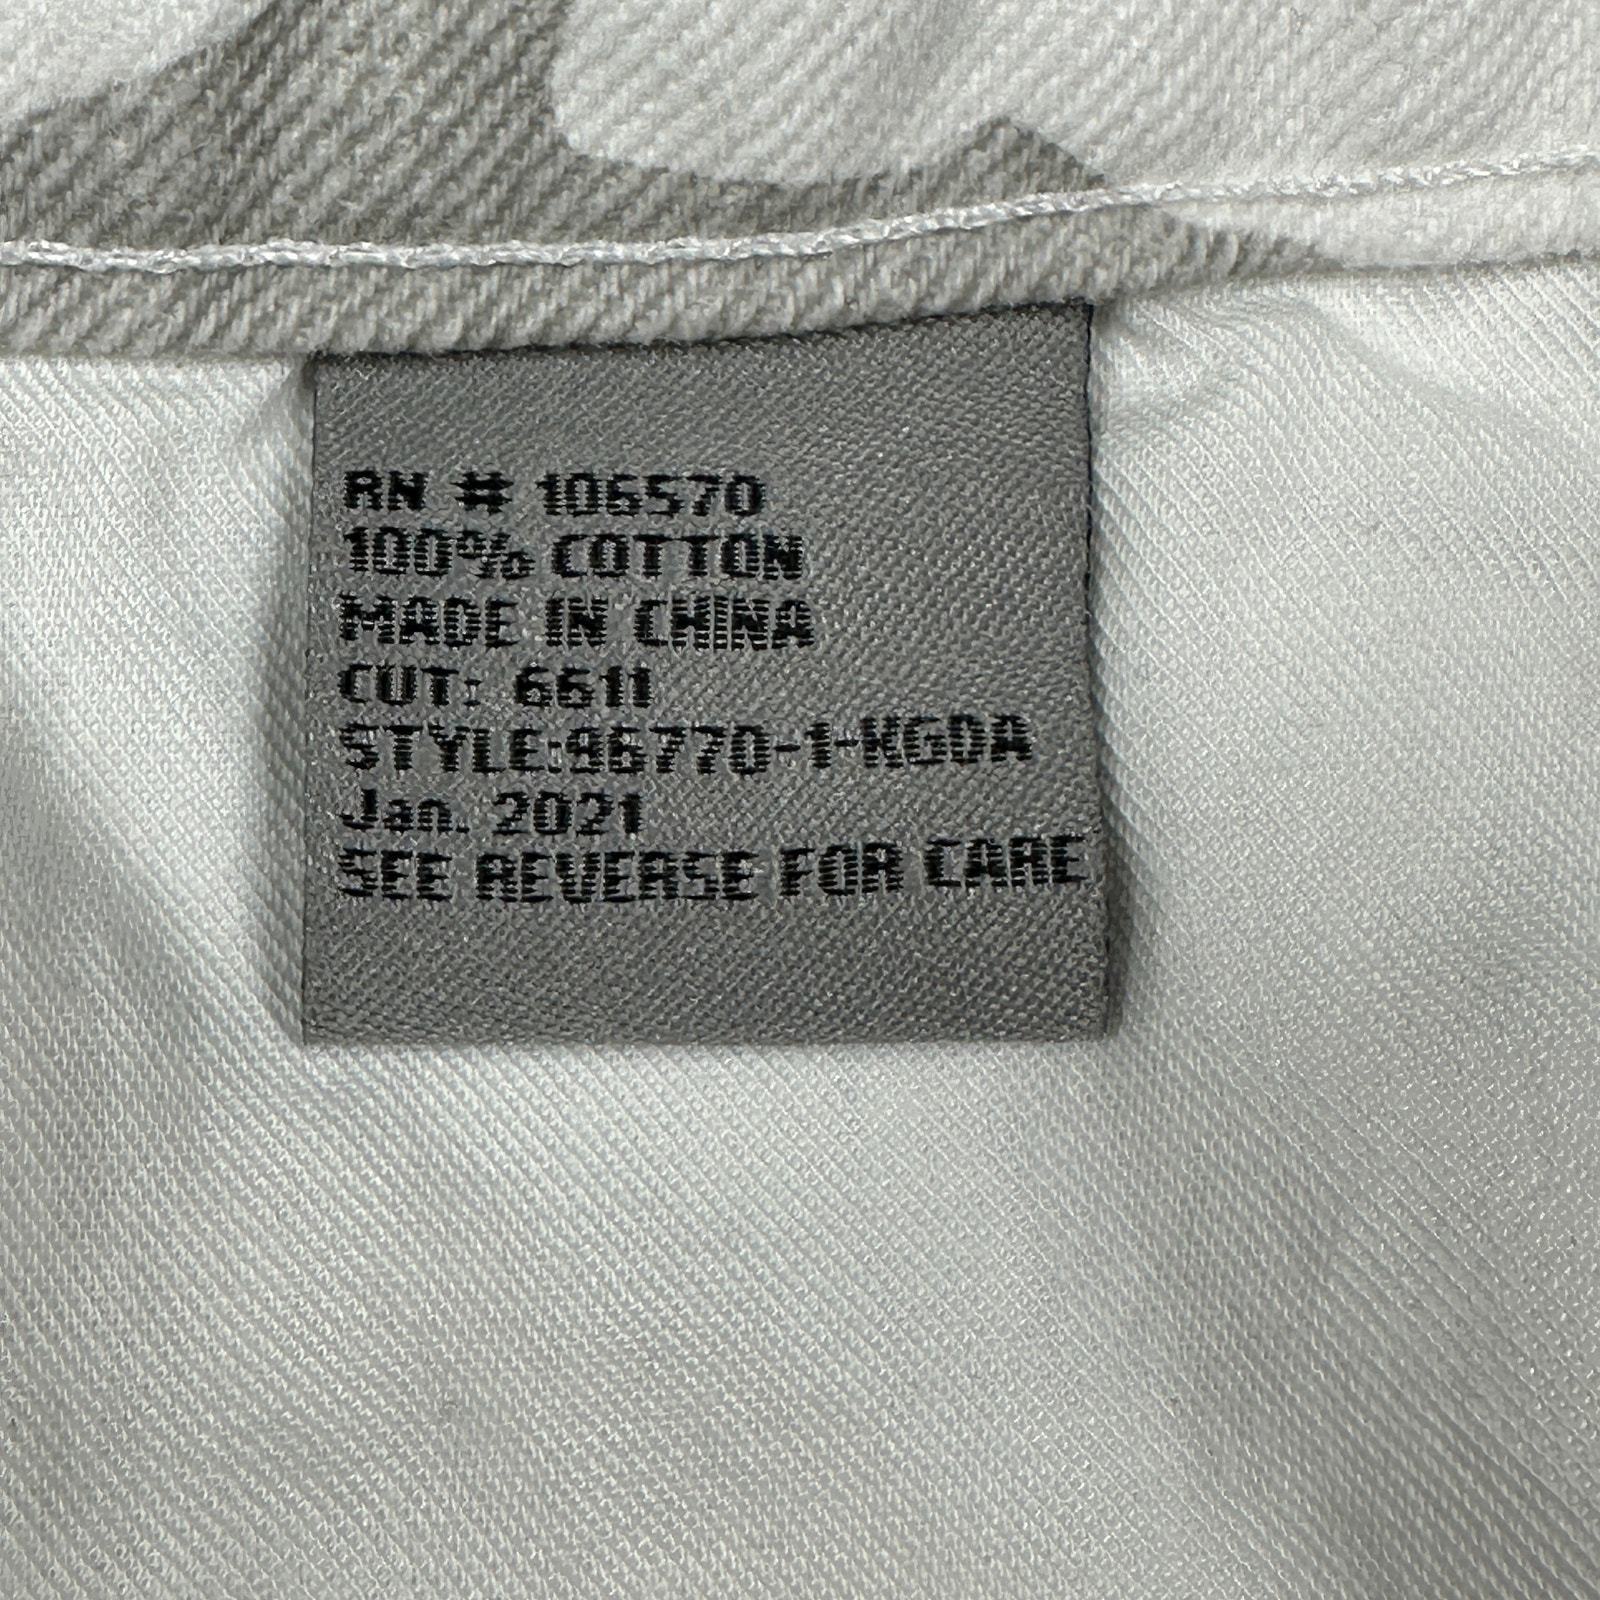 RN # 106570
100% COTTON
MADE IN CHINA
CUT: 6611
STYLE:96770-1-KGDA
Jan. 2021
SEE REVERSE FOR CARE